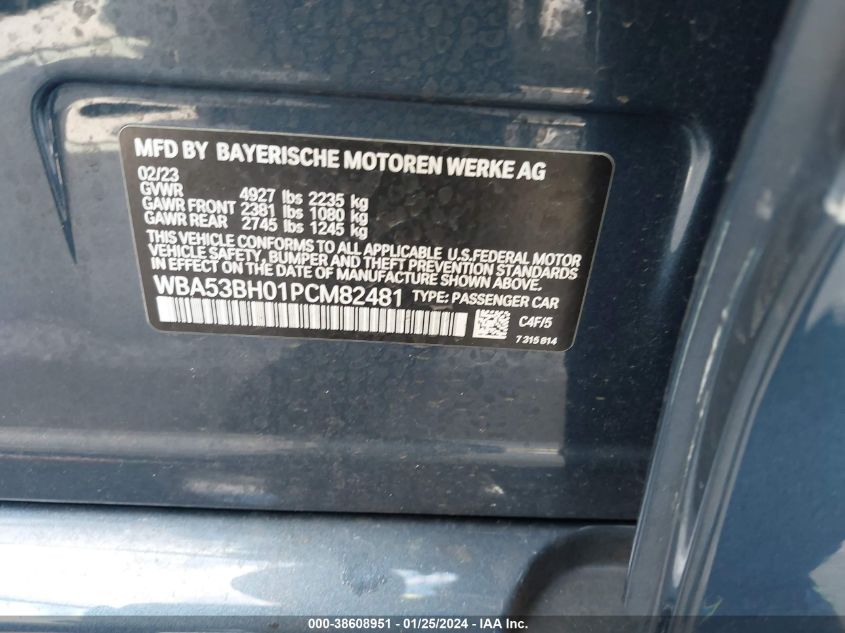 MFD BY BAYERISCHE MOTOREN WERKE AG
02/23
GVWR 4927 lbs 2235 kg
GAWR FRONT 2381 lbs 1080 kg
GAWR REAR 2745 lbs 1245 kg
THIS VEHICLE CONFORMS TO ALL APPLICABLE U.S.FEDERAL MOTOR
VEHICLE SAFETY, BUMPER AND THEFT PREVENTION STANDARDS
IN EFFECT ON THE DATE OF MANUFACTURE SHOWN ABOVE.
WBA53BH01PCM82481 TYPE: PASSENGER CAR
C4F/5
7 315 614
000-38608951 / 01/25/2024 — IAA Inc.